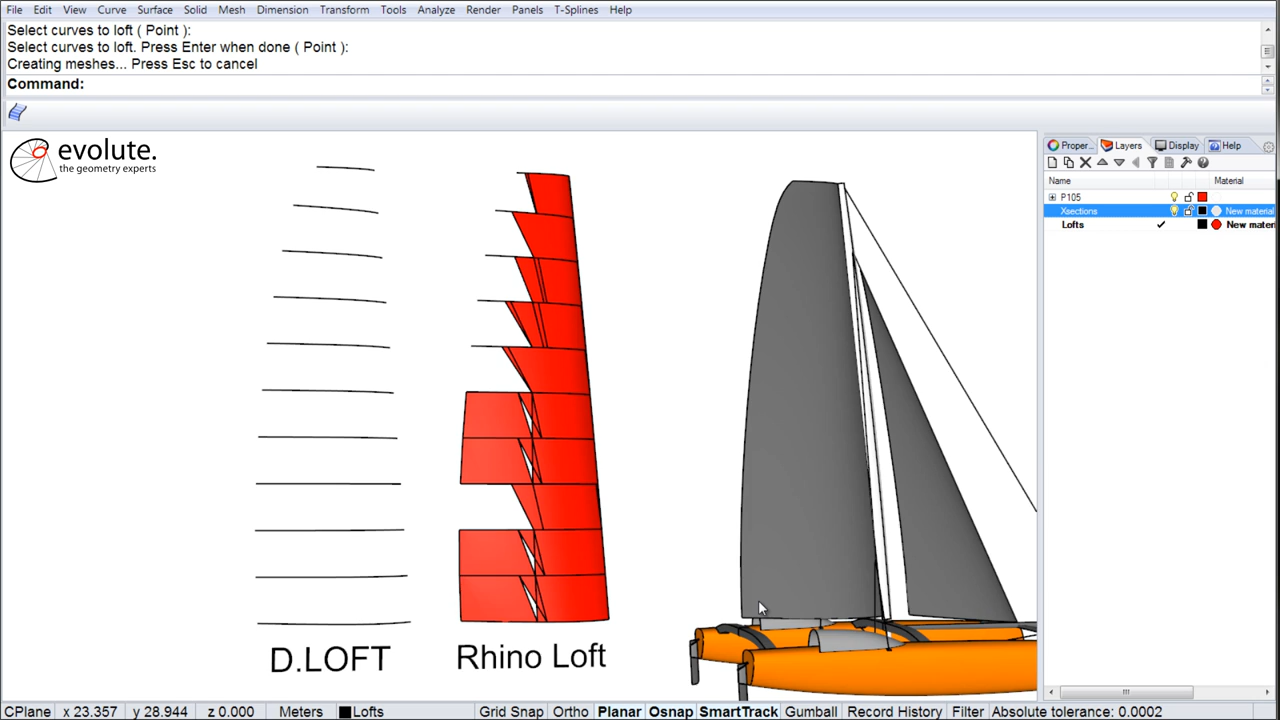 File Edit View Curve Surface Solid Mesh Dimension Transform Tools Analyze Render Panels T-Splines Help
Select curves to loft ( Point ):
Select curves to loft. Press Enter when done ( Point ):
Creating meshes... Press Esc to cancel
Command:
evolute.
the geometry experts
Proper... Layers Display Help
Name Material
P105
Xsections New material
Lofts New mater
D.LOFT Rhino Loft
CPlane x 23.357 y 28.944 z 0.000 Meters Lofts Grid Snap Ortho Planar Osnap SmartTrack Gumball Record History Filter Absolute tolerance: 0.0002